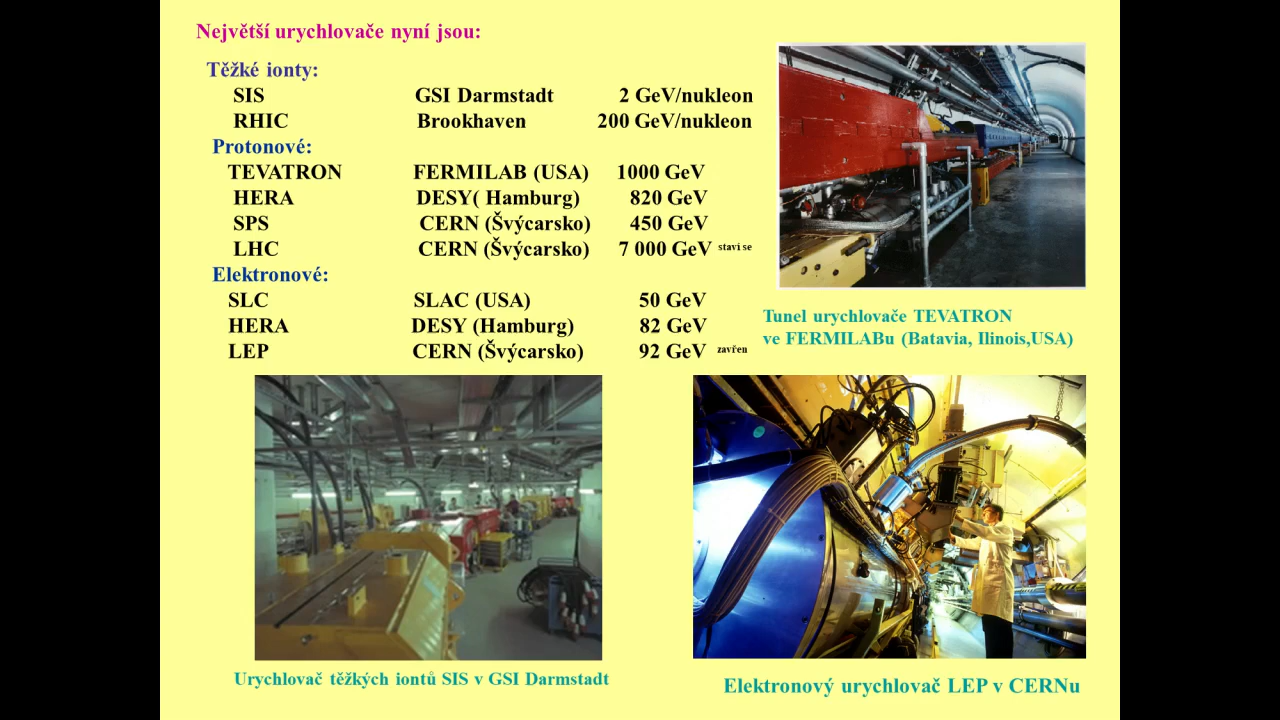 Největší urychlovače nyní jsou:
Těžké ionty:
SIS GSI Darmstadt 2 GeV/nukleon
RHIC Brookhaven 200 GeV/nukleon
Protonové:
TEVATRON FERMILAB (USA) 1000 GeV
HERA DESY( Hamburg) 820 GeV
SPS CERN (Švýcarsko) 450 GeV
LHC CERN (Švýcarsko) 7 000 GeV staví se
Elektronové:
SLC SLAC (USA) 50 GeV
HERA DESY (Hamburg) 82 GeV
LEP CERN (Švýcarsko) 92 GeV zavřen
Tunel urychlovače TEVATRON
ve FERMILABu (Batavia, Ilinois,USA)
Urychlovač těžkých iontů SIS v GSI Darmstadt
Elektronový urychlovač LEP v CERNu